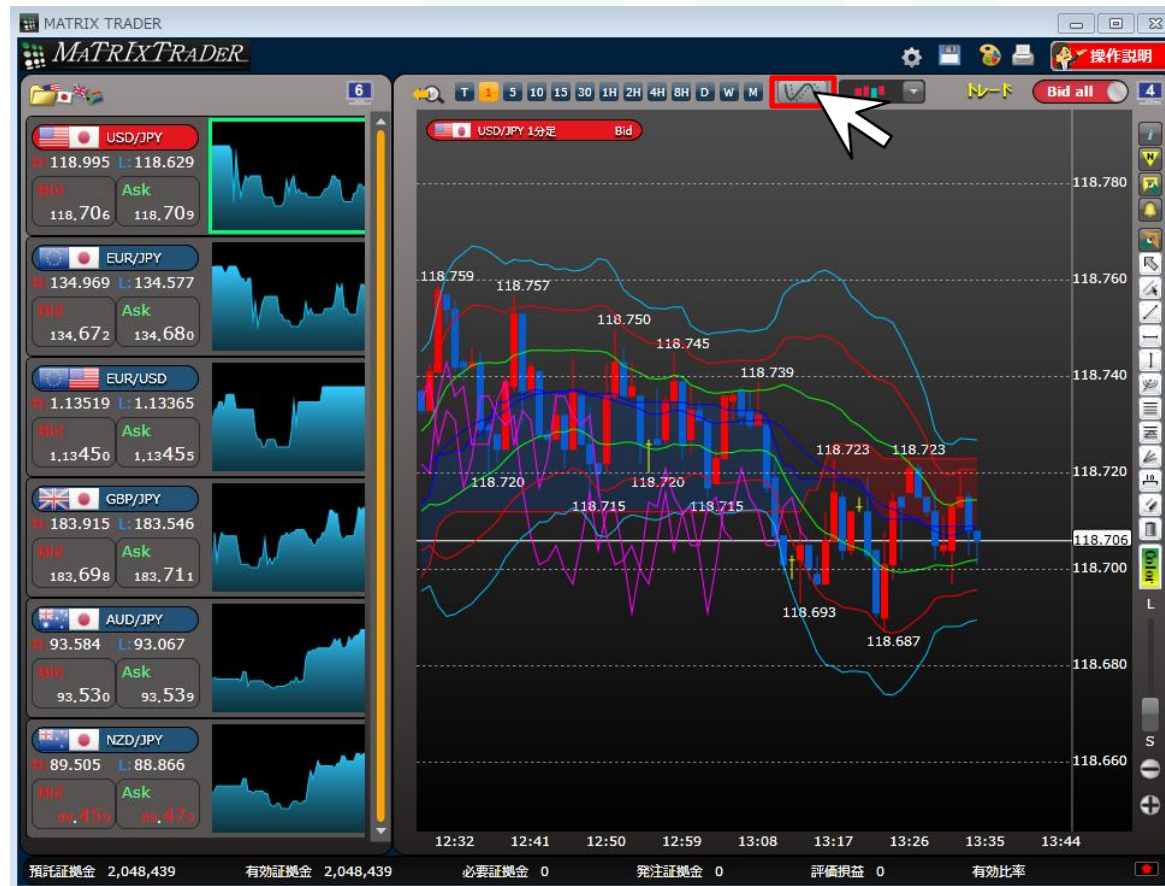 MATRIX TRADER
MATRIXTRADER
操作説明
6
T 1 5 10 15 30 1H 2H 4H 8H D W M
トレード
Bid all
4
USD/JPY
H:118.995 L:118.629
Bid Ask
118.706 118.709
EUR/JPY
H:134.969 L:134.577
Bid Ask
134.672 134.680
EUR/USD
H:1.13519 L:1.13365
Bid Ask
1.13450 1.13455
GBP/JPY
H:183.915 L:183.546
Bid Ask
183.698 183.711
AUD/JPY
H:93.584 L:93.067
Bid Ask
93.530 93.539
NZD/JPY
H:89.505 L:88.866
Bid Ask
89.459 89.473
USD/JPY 1分足 Bid
118.780
118.760
118.740
118.720
118.706
118.700
118.680
118.660
118.759
118.757
118.750
118.745
118.739
118.723 118.723
118.720 118.720
118.715 118.715
118.693
118.687
12:32 12:41 12:50 12:59 13:08 13:17 13:26 13:35 13:44
i
N
10
Color
L
S
預託証拠金 2,048,439 有効証拠金 2,048,439 必要証拠金 0 発注証拠金 0 評価損益 0 有効比率